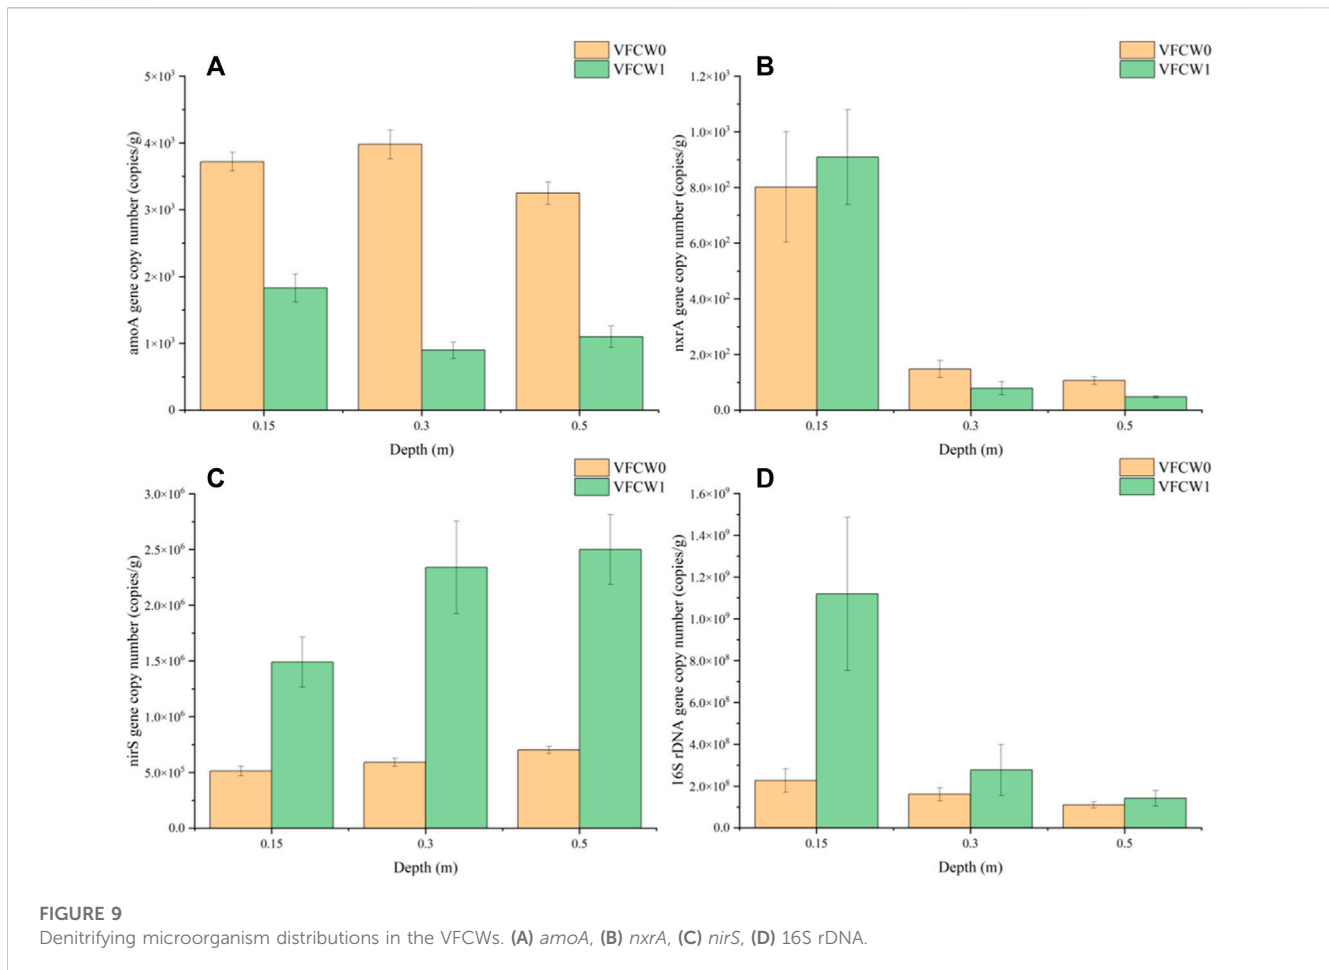 A
VFCW0
VFCW1
amoA gene copy number (copies/g)
5×10³
4×10³
3×10³
2×10³
1×10³
0
0.15
0.3
0.5
Depth (m)
B
VFCW0
VFCW1
nxrA gene copy number (copies/g)
1.2×10³
1.0×10³
8.0×10²
6.0×10²
4.0×10²
2.0×10²
0.0
0.15
0.3
0.5
Depth (m)
C
VFCW0
VFCW1
nirS gene copy number (copies/g)
3.0×10⁶
2.5×10⁶
2.0×10⁶
1.5×10⁶
1.0×10⁶
5.0×10⁵
0.0
0.15
0.3
0.5
Depth (m)
D
VFCW0
VFCW1
16S rDNA gene copy number (copies/g)
1.6×10⁹
1.4×10⁹
1.2×10⁹
1.0×10⁹
8.0×10⁸
6.0×10⁸
4.0×10⁸
2.0×10⁸
0.0
0.15
0.3
0.5
Depth (m)
FIGURE 9
Denitrifying microorganism distributions in the VFCWs. (A) amoA, (B) nxrA, (C) nirS, (D) 16S rDNA.